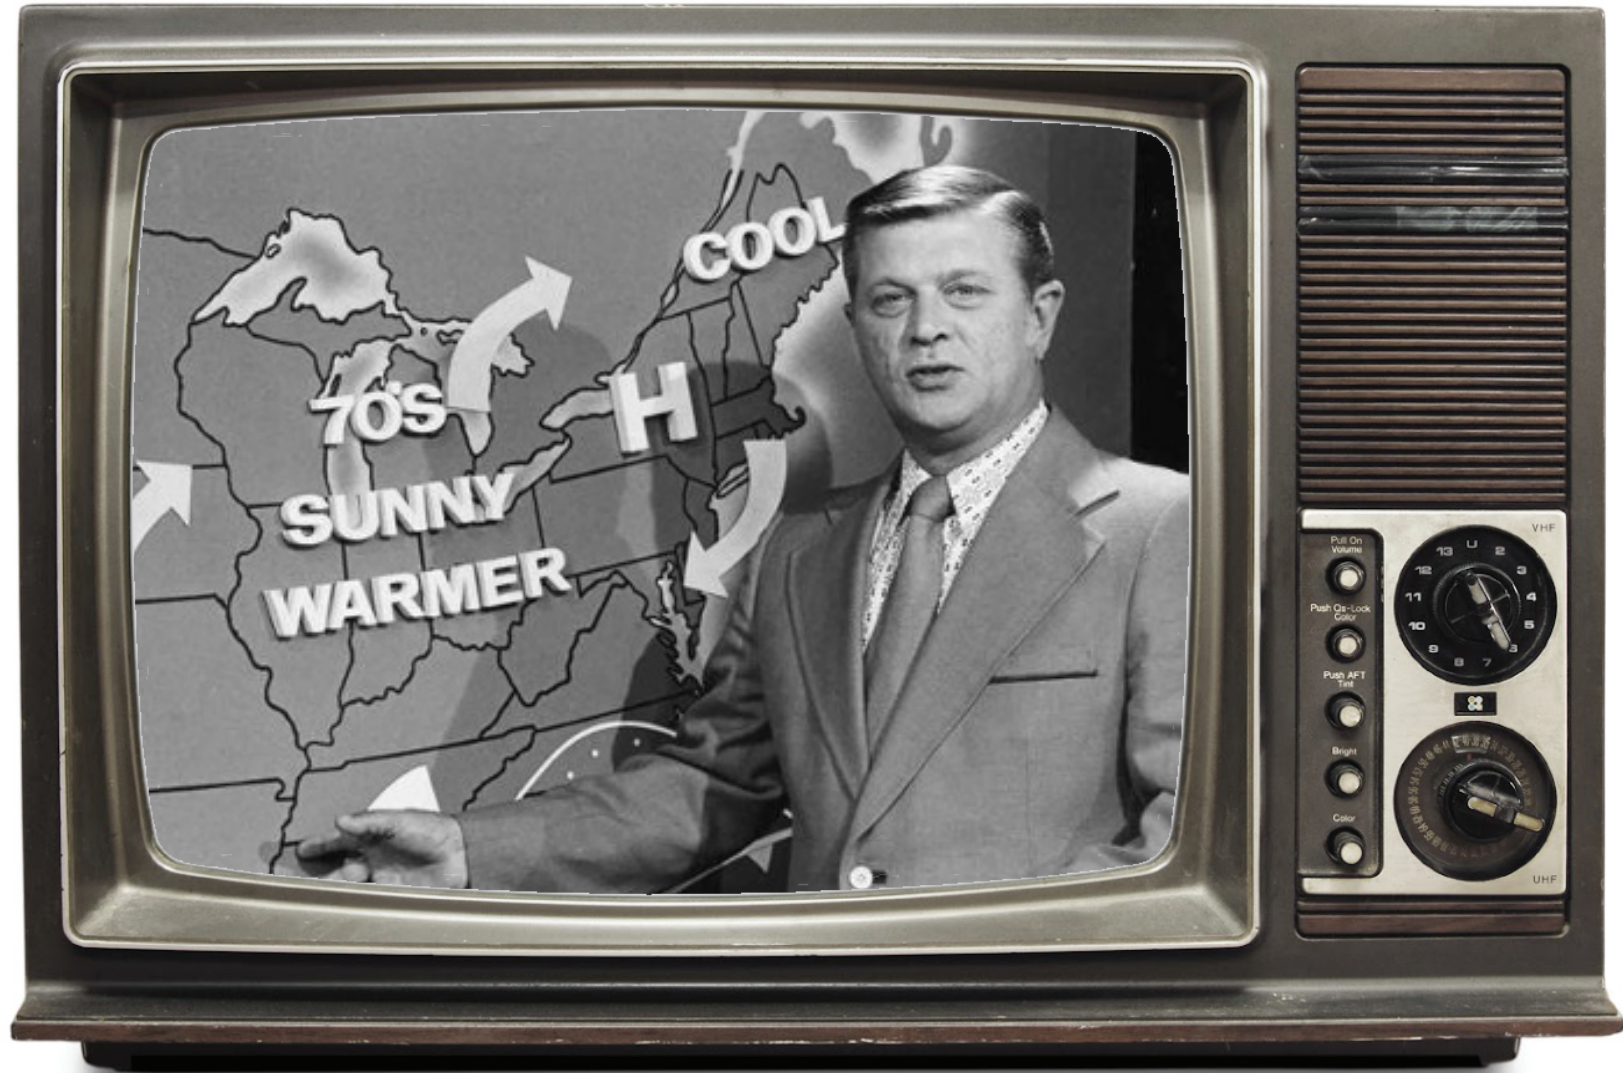 COOL
H
70'S
SUNNY
WARMER
VHF
Pull On
Volume
Push Qs-Lock
Color
Push AFT
Tint
Bright
Color
U
2
3
4
5
6
7
8
9
10
11
12
13
UHF